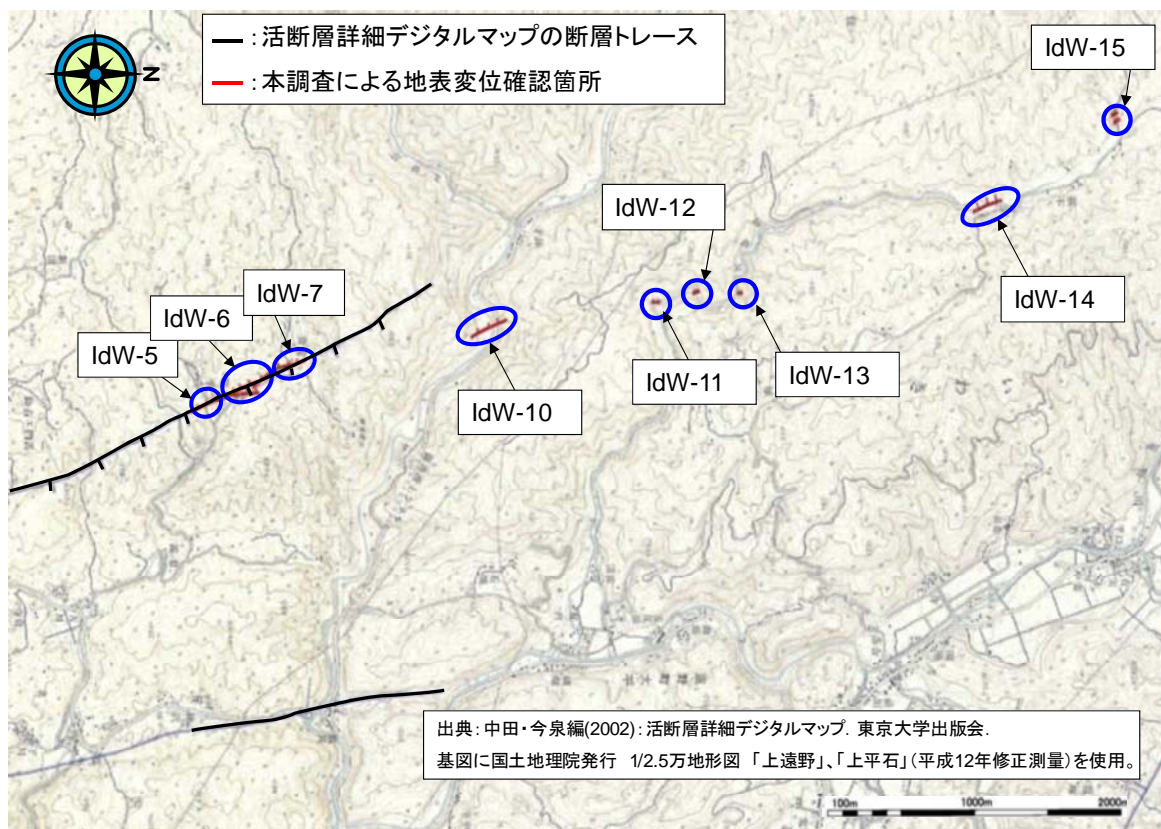 N
━ : 活断層詳細デジタルマップの断層トレース
━ : 本調査による地表変位確認箇所
IdW-15
IdW-12
IdW-7
IdW-6
IdW-5
IdW-14
IdW-11
IdW-13
IdW-10
出典: 中田・今泉編(2002): 活断層詳細デジタルマップ. 東京大学出版会.
基図に国土地理院発行 1/2.5万地形図 「上遠野」、「上平石」(平成12年修正測量)を使用。
100m 1000m 2000m